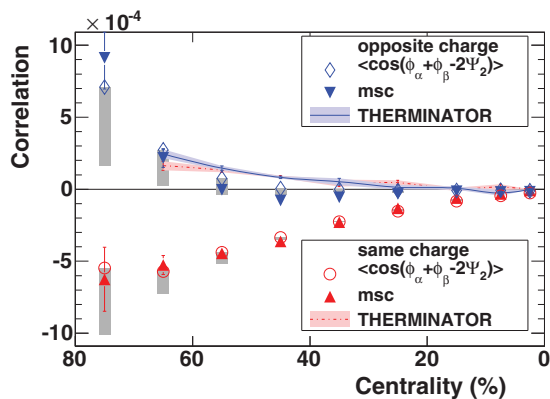 × 10⁻⁴
10
opposite charge
<cos(ϕα+ϕβ-2Ψ2)>
msc
THERMINATOR
5
Correlation
0
-5
same charge
<cos(ϕα+ϕβ-2Ψ2)>
msc
THERMINATOR
-10
80 60 40 20 0
Centrality (%)